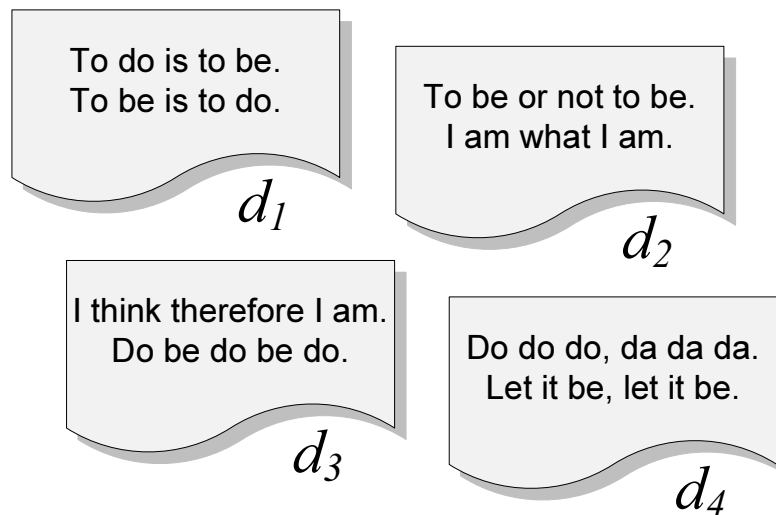 To do is to be.
To be is to do.
d1
To be or not to be.
I am what I am.
d2
I think therefore I am.
Do be do be do.
d3
Do do do, da da da.
Let it be, let it be.
d4